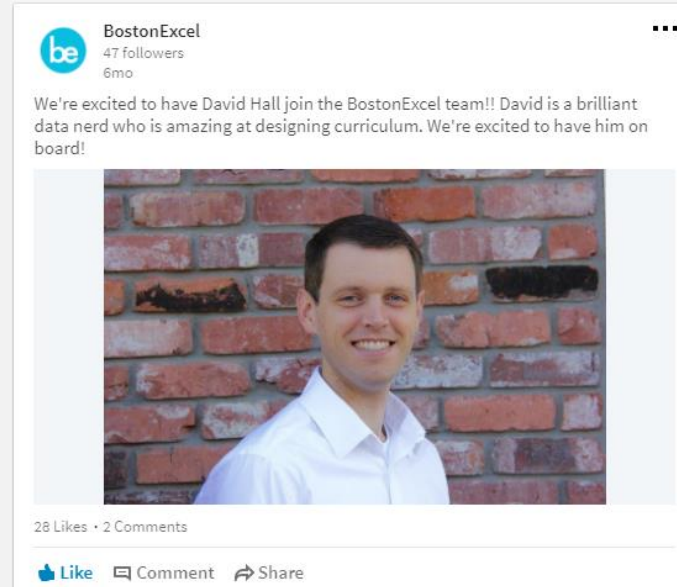 be
BostonExcel
47 followers
6mo
We're excited to have David Hall join the BostonExcel team!! David is a brilliant
data nerd who is amazing at designing curriculum. We're excited to have him on
board!
28 Likes • 2 Comments
Like Comment Share